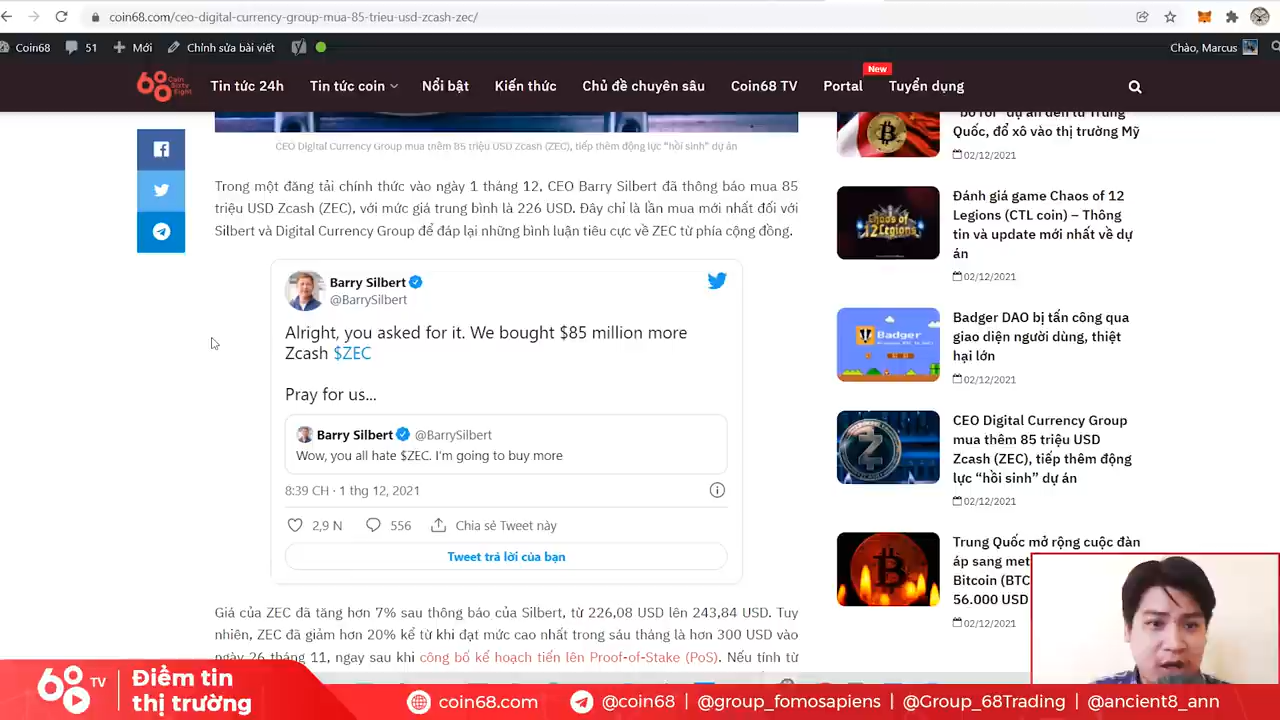 coin68.com/ceo-digital-currency-group-mua-85-trieu-usd-zcash-zec/
Coin68 51 Mới Chỉnh sửa bài viết Chào, Marcus
68 Coin Sixty Eight
Tin tức 24h Tin tức coin Nổi bật Kiến thức Chủ đề chuyên sâu Coin68 TV Portal New Tuyển dụng
CEO Digital Currency Group mua thêm 85 triệu USD Zcash (ZEC), tiếp thêm động lực “hồi sinh” dự án
Trong một đăng tải chính thức vào ngày 1 tháng 12, CEO Barry Silbert đã thông báo mua 85
triệu USD Zcash (ZEC), với mức giá trung bình là 226 USD. Đây chỉ là lần mua mới nhất đối với
Silbert và Digital Currency Group để đáp lại những bình luận tiêu cực về ZEC từ phía cộng đồng.
Barry Silbert
@BarrySilbert
Alright, you asked for it. We bought $85 million more
Zcash $ZEC
Pray for us...
Barry Silbert @BarrySilbert
Wow, you all hate $ZEC. I'm going to buy more
8:39 CH · 1 thg 12, 2021
2,9 N 556 Chia sẻ Tweet này
Tweet trả lời của bạn
Giá của ZEC đã tăng hơn 7% sau thông báo của Silbert, từ 226,08 USD lên 243,84 USD. Tuy
nhiên, ZEC đã giảm hơn 20% kể từ khi đạt mức cao nhất trong sáu tháng là hơn 300 USD vào
ngày 26 tháng 11, ngay sau khi công bố kế hoạch tiến lên Proof-of-Stake (PoS). Nếu tính từ
“bỏ rơi” dự án đến từ Trung
Quốc, đổ xô vào thị trường Mỹ
02/12/2021
Chaos of 12 Legions
Đánh giá game Chaos of 12
Legions (CTL coin) – Thông
tin và update mới nhất về dự
án
02/12/2021
Badger
Badger DAO bị tấn công qua
giao diện người dùng, thiệt
hại lớn
02/12/2021
CEO Digital Currency Group
mua thêm 85 triệu USD
Zcash (ZEC), tiếp thêm động
lực “hồi sinh” dự án
02/12/2021
Trung Quốc mở rộng cuộc đàn
áp sang met
Bitcoin (BTC
56.000 USD
02/12/2021
68 TV Điểm tin
thị trường
coin68.com @coin68 | @group_fomosapiens | @Group_68Trading | @ancient8_ann